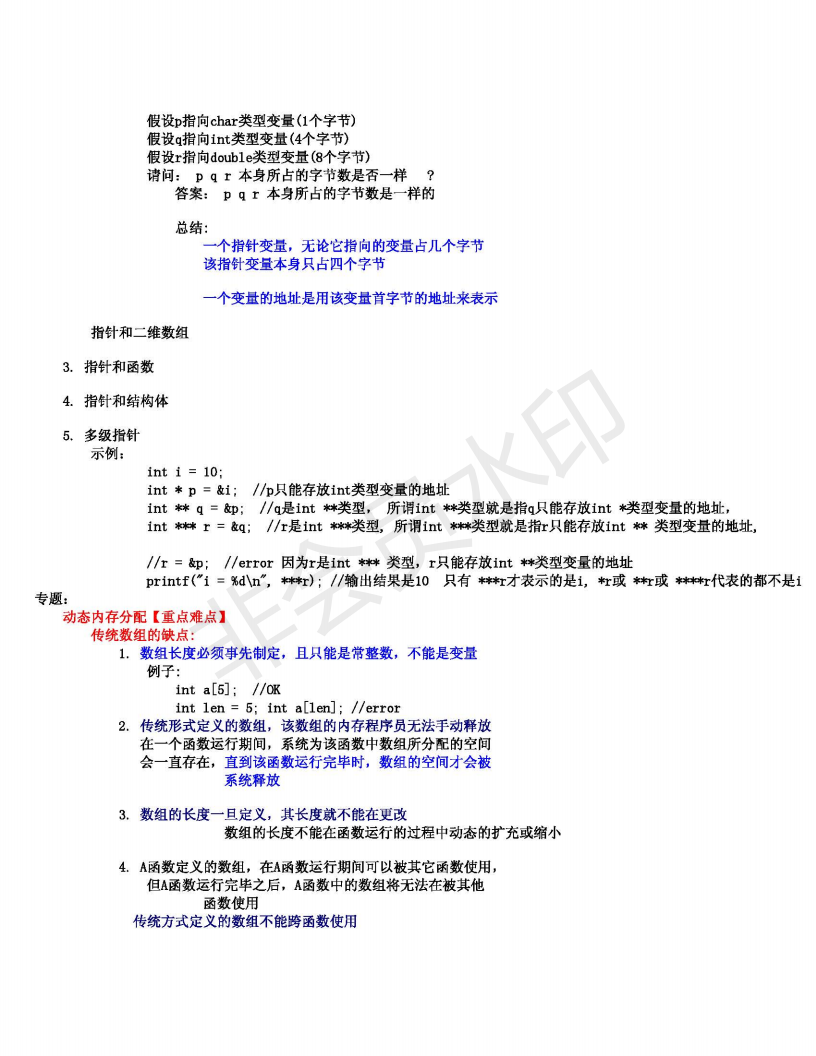 假设p指向char类型变量(1个字节)
假设q指向int类型变量(4个字节)
假设r指向double类型变量(8个字节)
请问： p q r 本身所占的字节数是否一样 ？
答案： p q r 本身所占的字节数是一样的
总结:
一个指针变量，无论它指向的变量占几个字节
该指针变量本身只占四个字节
一个变量的地址是用该变量首字节的地址来表示
指针和二维数组
3. 指针和函数
4. 指针和结构体
5. 多级指针
示例：
int i = 10;
int * p = &i; //p只能存放int类型变量的地址
int ** q = &p; //q是int **类型， 所谓int **类型就是指q只能存放int *类型变量的地址，
int *** r = &q; //r是int ***类型, 所谓int ***类型就是指r只能存放int ** 类型变量的地址,
//r = &p; //error 因为r是int *** 类型，r只能存放int **类型变量的地址
printf("i = %d\n", ***r); //输出结果是10 只有 ***r才表示的是i, *r或 **r或 ****r代表的都不是i
专题：
动态内存分配【重点难点】
传统数组的缺点:
1. 数组长度必须事先制定，且只能是常整数，不能是变量
例子:
int a[5]; //OK
int len = 5; int a[len]; //error
2. 传统形式定义的数组，该数组的内存程序员无法手动释放
在一个函数运行期间，系统为该函数中数组所分配的空间
会一直存在，直到该函数运行完毕时，数组的空间才会被
系统释放
3. 数组的长度一旦定义，其长度就不能在更改
数组的长度不能在函数运行的过程中动态的扩充或缩小
4. A函数定义的数组，在A函数运行期间可以被其它函数使用，
但A函数运行完毕之后，A函数中的数组将无法在被其他
函数使用
传统方式定义的数组不能跨函数使用
非会员水印